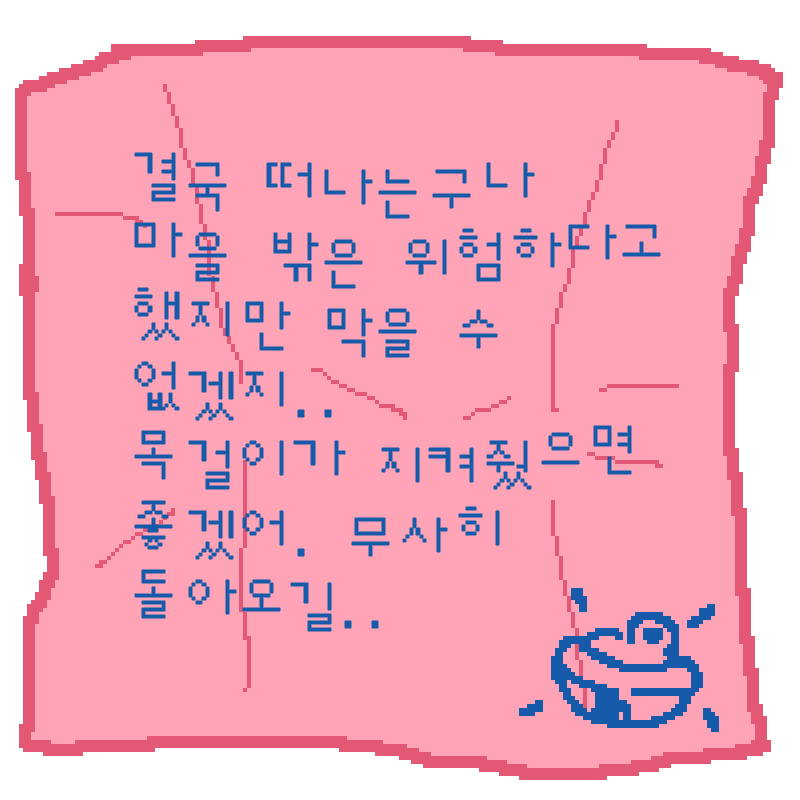 결국 떠나는구나
마을 밖은 위험하다고
했지만 막을 수
없겠지..
목걸이가 지켜줬으면
좋겠어. 무사히
돌아오길..